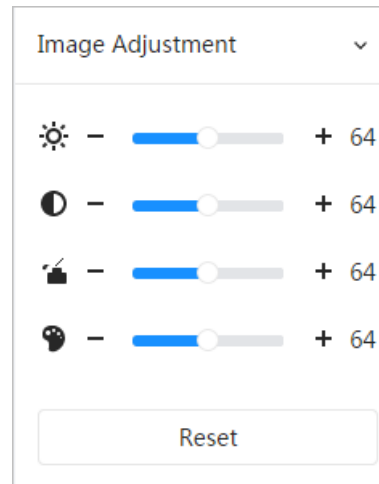 Image Adjustment
− + 64
− + 64
− + 64
− + 64
Reset